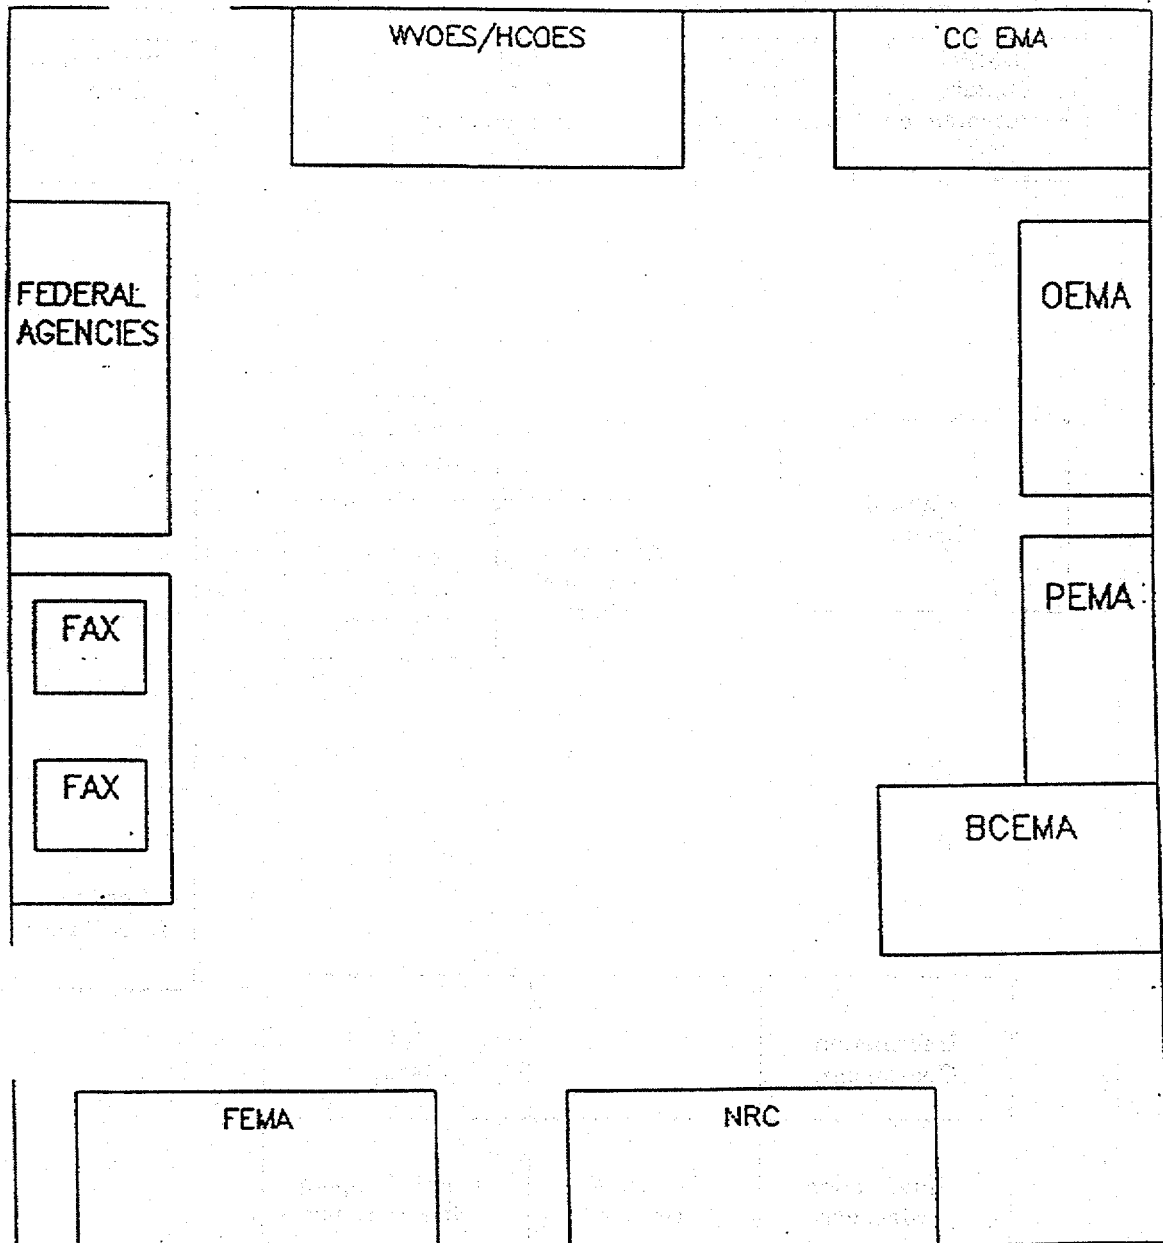 WVOES/HCOES
CC EMA
FEDERAL
AGENCIES
OEMA
FAX
PEMA
FAX
BCEMA
FEMA
NRC